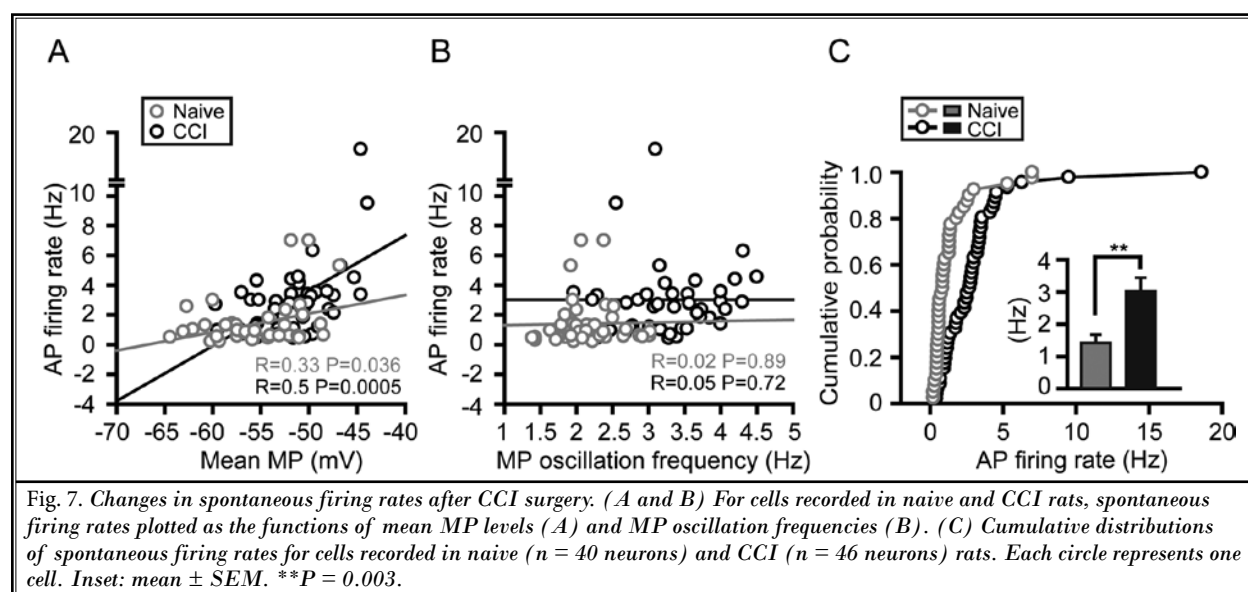 A
B
C
Naive
CCI
Naive
CCI
AP firing rate (Hz)
20
10
8
6
4
2
0
-2
-4
R=0.33 P=0.036
R=0.5 P=0.0005
-70 -65 -60 -55 -50 -45 -40
Mean MP (mV)
AP firing rate (Hz)
20
10
8
6
4
2
0
-2
-4
R=0.02 P=0.89
R=0.05 P=0.72
1 1.5 2 2.5 3 3.5 4 4.5 5
MP oscillation frequency (Hz)
Cumulative probability
1.0
0.8
0.6
0.4
0.2
0
**
(Hz)
4
3
2
1
0
0 5 10 15 20
AP firing rate (Hz)
Fig. 7. Changes in spontaneous firing rates after CCI surgery. (A and B) For cells recorded in naive and CCI rats, spontaneous
firing rates plotted as the functions of mean MP levels (A) and MP oscillation frequencies (B). (C) Cumulative distributions
of spontaneous firing rates for cells recorded in naive (n = 40 neurons) and CCI (n = 46 neurons) rats. Each circle represents one
cell. Inset: mean ± SEM. **P = 0.003.